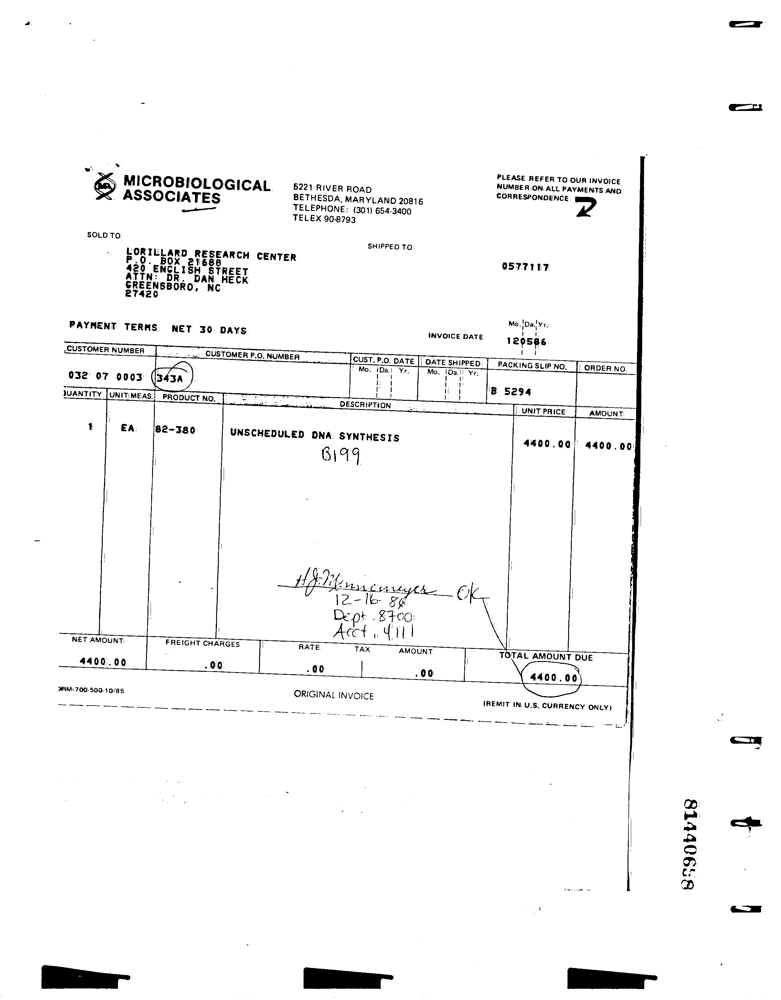 MICROBIOLOGICAL
ASSOCIATES
5221 RIVER ROAD
BETHESDA, MARYLAND 20816
TELEPHONE: (301) 654-3400
TELEX 90-8793
PLEASE REFER TO OUR INVOICE
NUMBER ON ALL PAYMENTS AND
CORRESPONDENCE
SOLD TO
SHIPPED TO:
LORILLARD RESEARCH CENTER
P.O. BOX 21688
420 ENGLISH STREET
ATTN: DR. DAN HECK
GREENSBORO, NC
27420
0577117
PAYMENT TERMS NET 30 DAYS
INVOICE DATE
Mo. Da. Yr.
120586
CUSTOMER NUMBER CUSTOMER P.O. NUMBER CUST. P.O. DATE DATE SHIPPED PACKING SLIP NO. ORDER NO.
Mo. Da. Yr. Mo. Da. Yr.
032 07 0003 343A B 5294
QUANTITY UNIT MEAS. PRODUCT NO. DESCRIPTION UNIT PRICE AMOUNT
1 EA 82-380 UNSCHEDULED DNA SYNTHESIS 4400.00 4400.00
B199
OK
12-16-86
Dept. 8700
Acct. 4111
NET AMOUNT FREIGHT CHARGES RATE TAX AMOUNT TOTAL AMOUNT DUE
4400.00 .00 .00 .00 4400.00
ORM-700-500-10/85
ORIGINAL INVOICE
(REMIT IN U.S. CURRENCY ONLY)
81440698